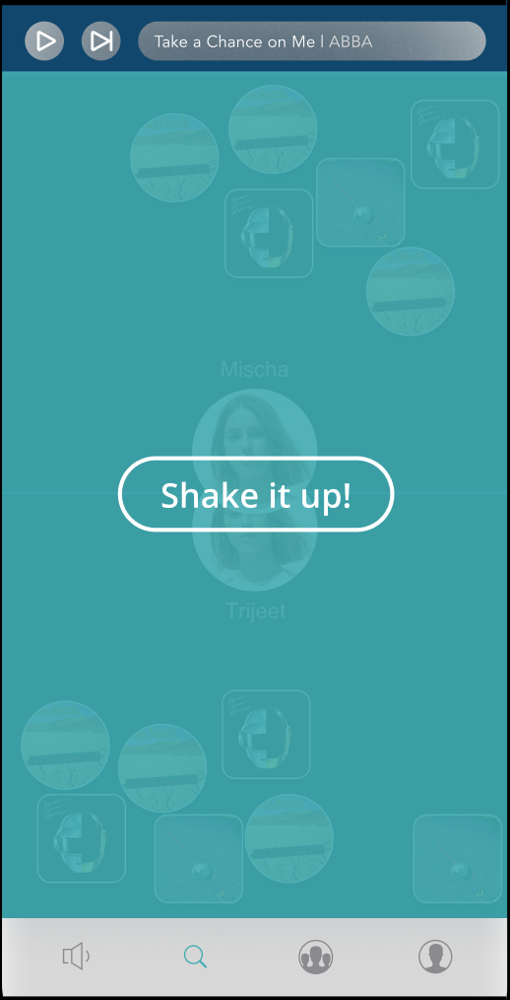 Take a Chance on Me | ABBA
Mischa
Shake it up!
Trijeet